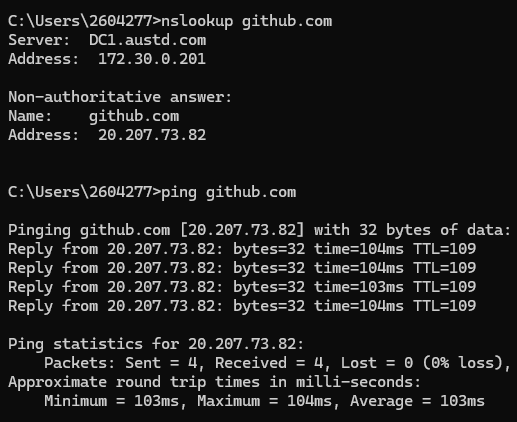 C:\Users\2604277>nslookup github.com
Server:  DC1.austd.com
Address:  172.30.0.201

Non-authoritative answer:
Name:    github.com
Address:  20.207.73.82


C:\Users\2604277>ping github.com

Pinging github.com [20.207.73.82] with 32 bytes of data:
Reply from 20.207.73.82: bytes=32 time=104ms TTL=109
Reply from 20.207.73.82: bytes=32 time=104ms TTL=109
Reply from 20.207.73.82: bytes=32 time=103ms TTL=109
Reply from 20.207.73.82: bytes=32 time=104ms TTL=109

Ping statistics for 20.207.73.82:
    Packets: Sent = 4, Received = 4, Lost = 0 (0% loss),
Approximate round trip times in milli-seconds:
    Minimum = 103ms, Maximum = 104ms, Average = 103ms